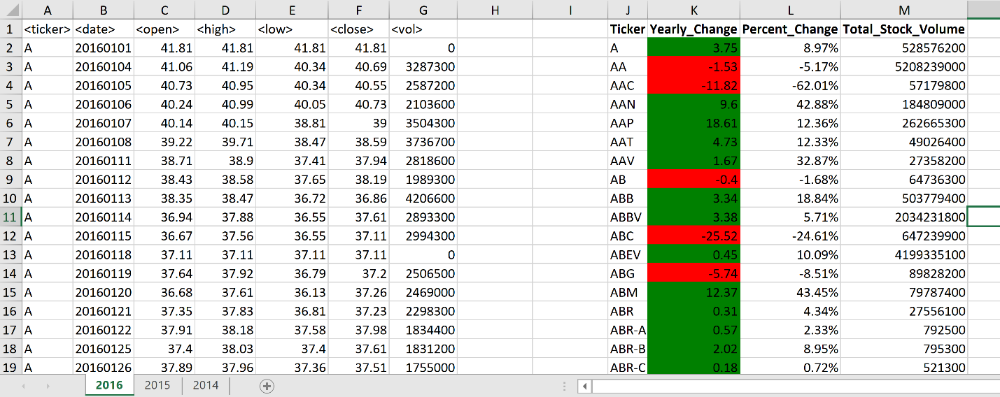 A B C D E F G H I J K L M
1 <ticker> <date> <open> <high> <low> <close> <vol> Ticker Yearly_Change Percent_Change Total_Stock_Volume
2 A 20160101 41.81 41.81 41.81 41.81 0 A 3.75 8.97% 528576200
3 A 20160104 41.06 41.19 40.34 40.69 3287300 AA -1.53 -5.17% 5208239000
4 A 20160105 40.73 40.95 40.34 40.55 2587200 AAC -11.82 -62.01% 57179800
5 A 20160106 40.24 40.99 40.05 40.73 2103600 AAN 9.6 42.88% 184809000
6 A 20160107 40.14 40.15 38.81 39 3504300 AAP 18.61 12.36% 262665300
7 A 20160108 39.22 39.71 38.47 38.59 3736700 AAT 4.73 12.33% 49026400
8 A 20160111 38.71 38.9 37.41 37.94 2818600 AAV 1.67 32.87% 27358200
9 A 20160112 38.43 38.58 37.65 38.19 1989300 AB -0.4 -1.68% 64736300
10 A 20160113 38.35 38.47 36.72 36.86 4206600 ABB 3.34 18.84% 503779400
11 A 20160114 36.94 37.88 36.55 37.61 2893300 ABBV 3.38 5.71% 2034231800
12 A 20160115 36.67 37.56 36.55 37.11 2994300 ABC -25.52 -24.61% 647239900
13 A 20160118 37.11 37.11 37.11 37.11 0 ABEV 0.45 10.09% 4199335100
14 A 20160119 37.64 37.92 36.79 37.2 2506500 ABG -5.74 -8.51% 89828200
15 A 20160120 36.68 37.61 36.13 37.26 2469000 ABM 12.37 43.45% 79787400
16 A 20160121 37.35 37.83 36.81 37.23 2298300 ABR 0.31 4.34% 27556100
17 A 20160122 37.91 38.18 37.58 37.98 1834400 ABR-A 0.57 2.33% 792500
18 A 20160125 37.4 38.03 37.4 37.61 1831200 ABR-B 2.02 8.95% 795300
19 A 20160126 37.89 37.96 37.36 37.51 1755000 ABR-C 0.18 0.72% 521300
2016 2015 2014